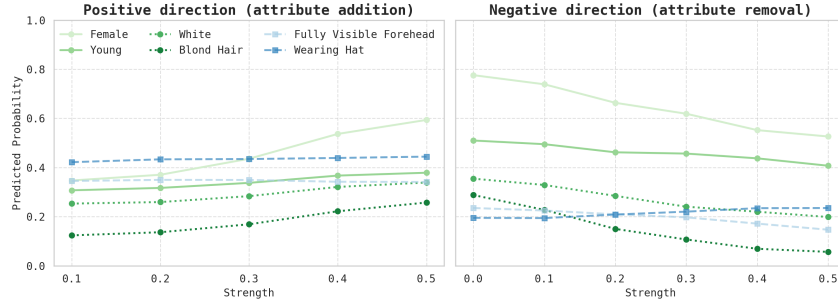 Positive direction (attribute addition)
Negative direction (attribute removal)
Predicted Probability
1.0
0.8
0.6
0.4
0.2
0.0
Female
Young
White
Blond Hair
Fully Visible Forehead
Wearing Hat
0.1 0.2 0.3 0.4 0.5
Strength
0.0 0.1 0.2 0.3 0.4 0.5
Strength